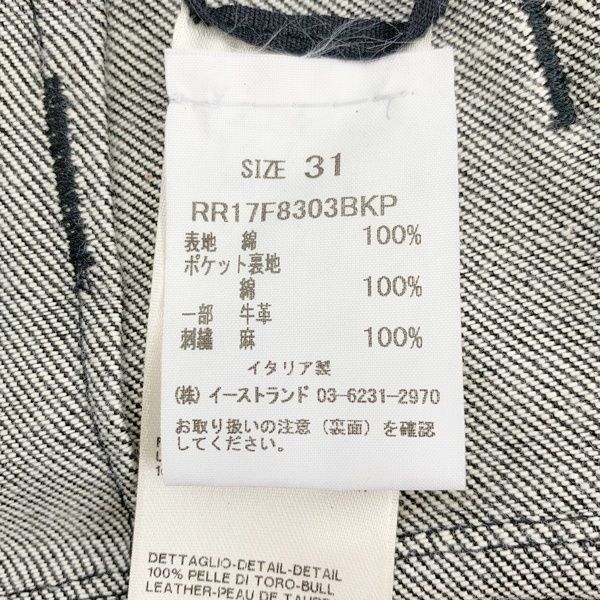 SIZE 31
RR17F8303BKP
表地 綿 100%
ポケット裏地
綿 100%
一部 牛革
刺繍 麻 100%
イタリア製
(株) イーストランド 03-6231-2970
お取り扱いの注意 (裏面) を確認
してください。
DETTAGLIO-DETAIL-DETAIL
100% PELLE DI TORO-BULL
LEATHER-PEAU DE